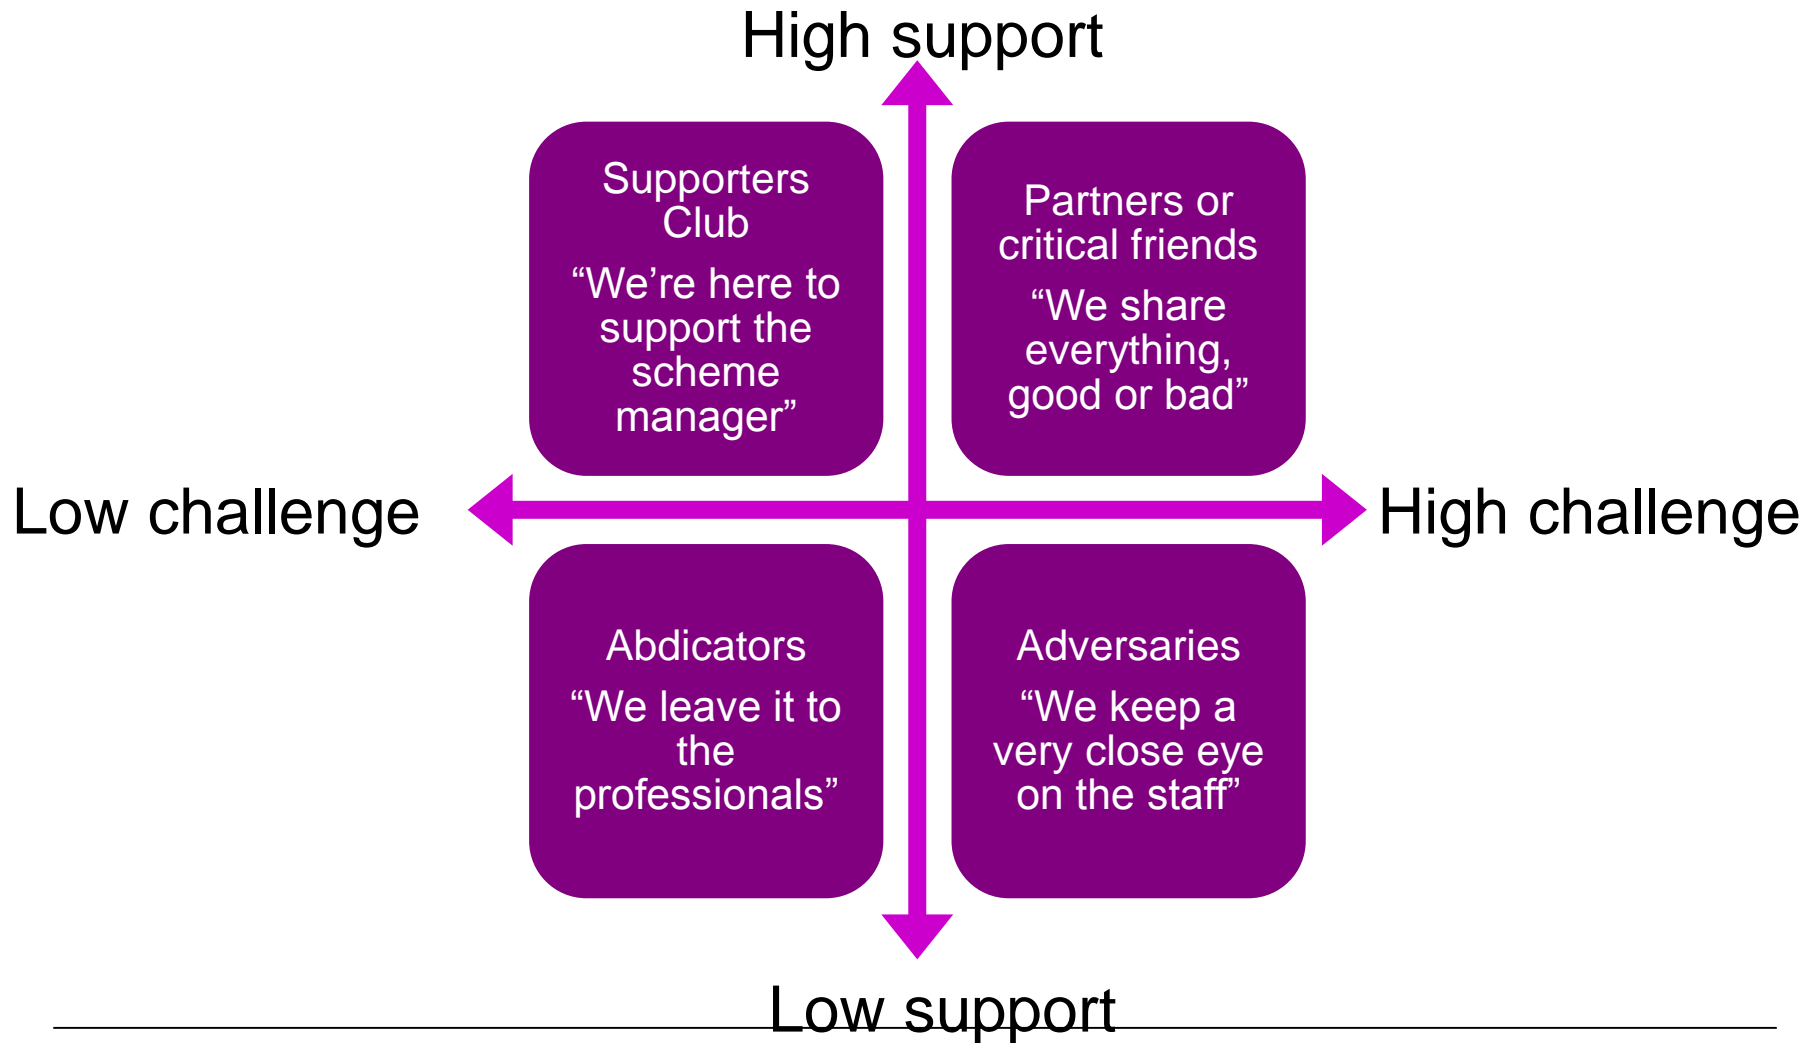 High support
Supporters
Club
“We’re here to
support the
scheme
manager”
Partners or
critical friends
“We share
everything,
good or bad”
Low challenge
High challenge
Abdicators
“We leave it to
the
professionals”
Adversaries
“We keep a
very close eye
on the staff”
Low support